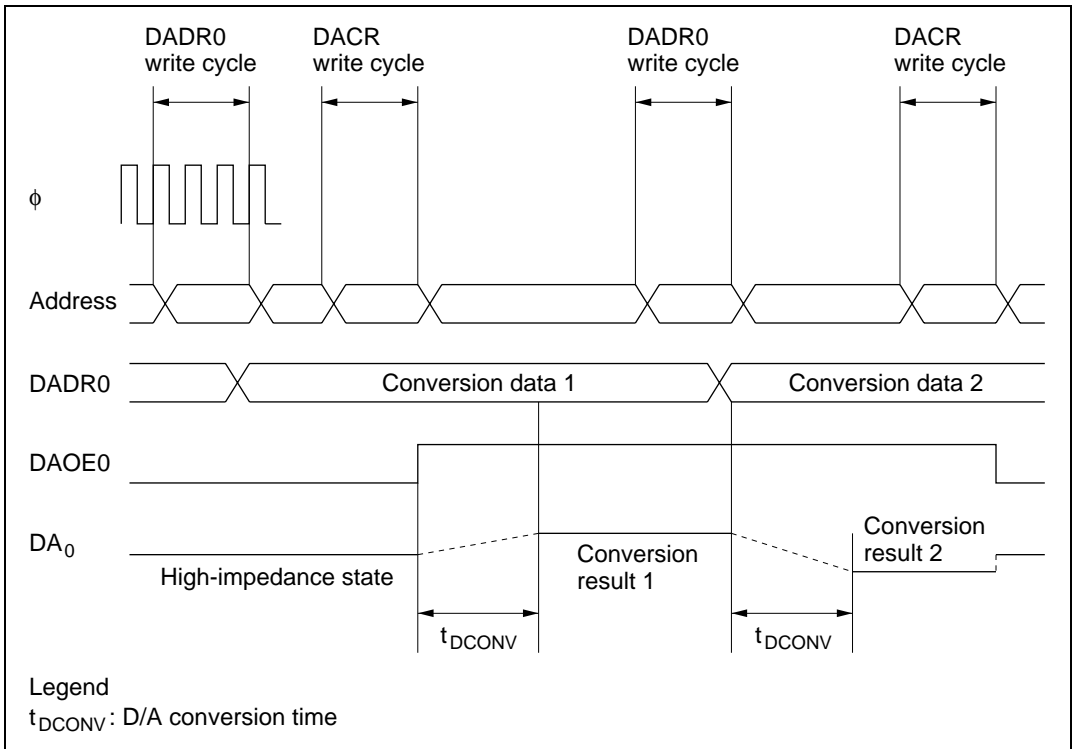 DADR0
write cycle
DACR
write cycle
DADR0
write cycle
DACR
write cycle
ϕ
Address
DADR0
Conversion data 1
Conversion data 2
DAOE0
DA0
High-impedance state
Conversion
result 1
Conversion
result 2
tDCONV
tDCONV
Legend
tDCONV : D/A conversion time